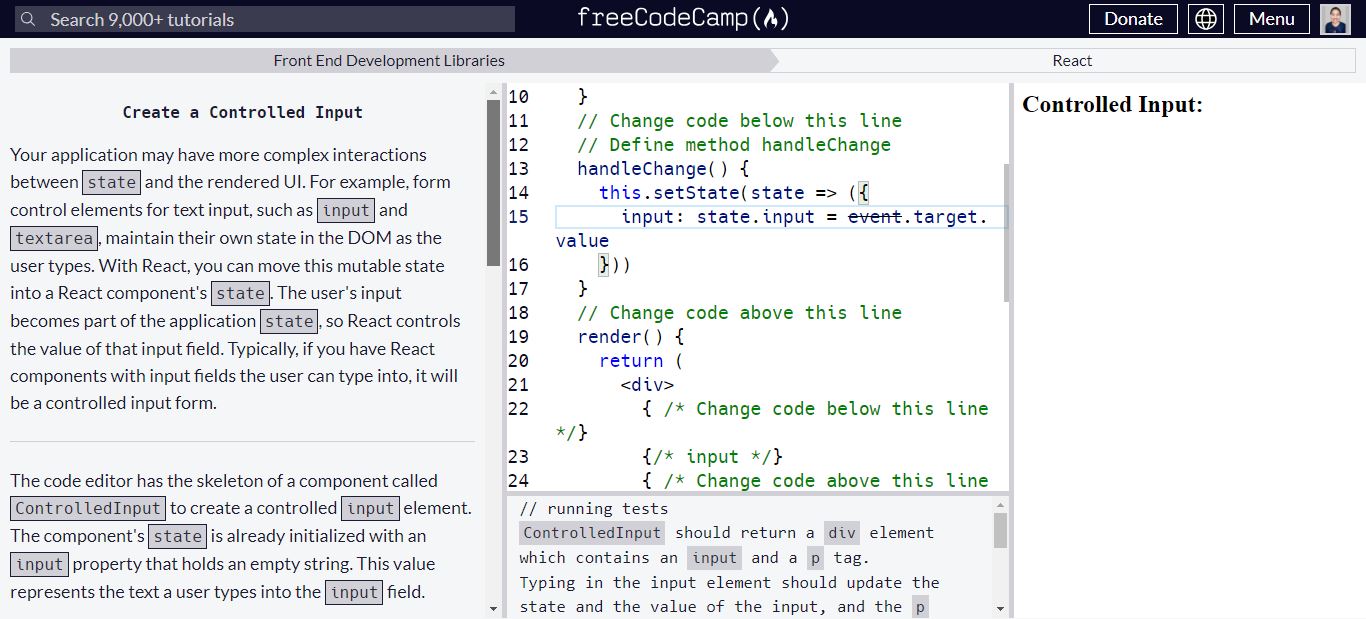 Search 9,000+ tutorials
freeCodeCamp
Donate
Menu
Front End Development Libraries
React
Create a Controlled Input
Your application may have more complex interactions
between state and the rendered UI. For example, form
control elements for text input, such as input and
textarea, maintain their own state in the DOM as the
user types. With React, you can move this mutable state
into a React component's state. The user's input
becomes part of the application state, so React controls
the value of that input field. Typically, if you have React
components with input fields the user can type into, it will
be a controlled input form.
The code editor has the skeleton of a component called
ControlledInput to create a controlled input element.
The component's state is already initialized with an
input property that holds an empty string. This value
represents the text a user types into the input field.
10 }
11 // Change code below this line
12 // Define method handleChange
13 handleChange() {
14 this.setState(state => ({
15 input: state.input = event.target.
value
16 }))
17 }
18 // Change code above this line
19 render() {
20 return (
21 <div>
22 { /* Change code below this line
*/}
23 {/* input */}
24 { /* Change code above this line
// running tests
ControlledInput should return a div element
which contains an input and a p tag.
Typing in the input element should update the
state and the value of the input, and the p
Controlled Input: